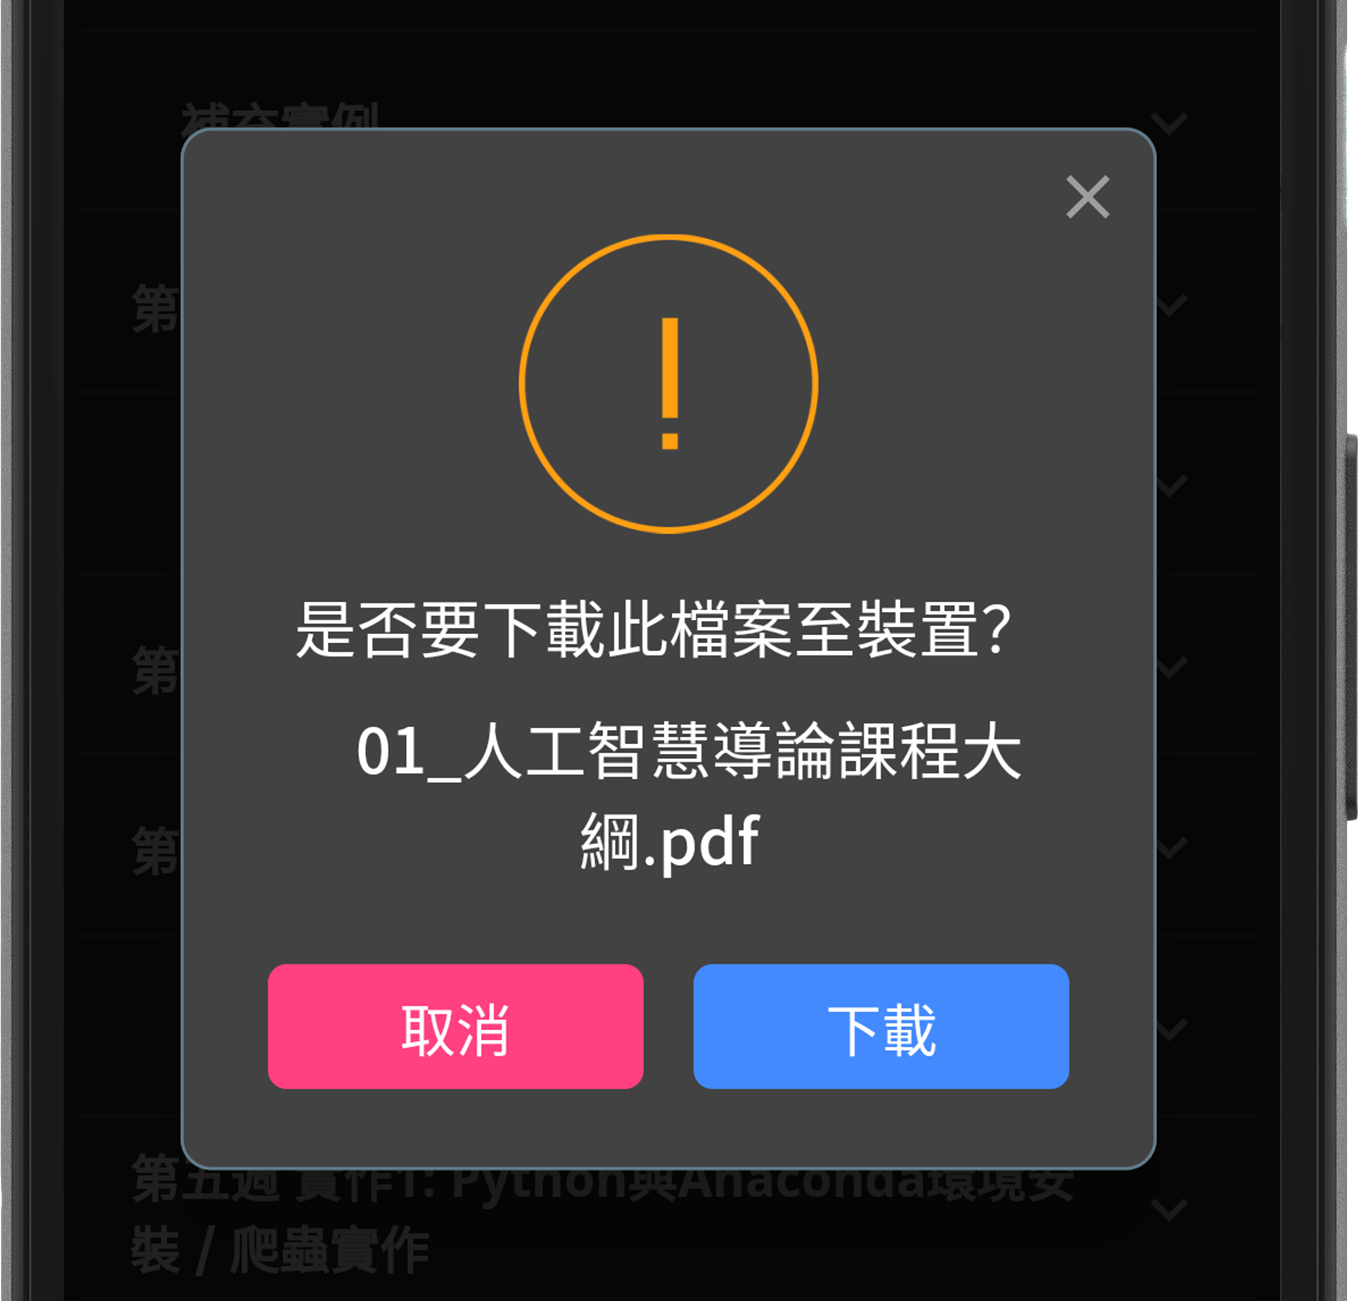 補充實例
第
是否要下載此檔案至裝置?
第
01_人工智慧導論課程大
綱.pdf
第
取消
下載
第五週 實作1: Python與Anaconda環境安
裝 / 爬蟲實作